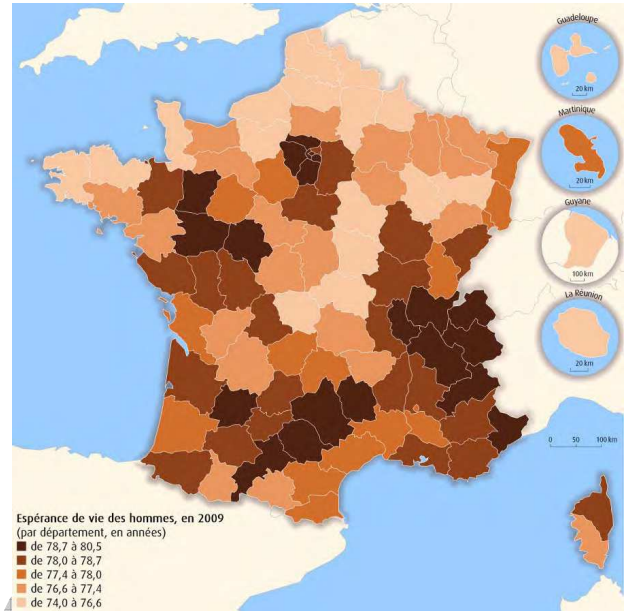 Guadeloupe
20 km
Martinique
20 km
Guyane
100 km
La Réunion
20 km
0 50 100 km
Espérance de vie des hommes, en 2009
(par département, en années)
de 78,7 à 80,5
de 78,0 à 78,7
de 77,4 à 78,0
de 76,6 à 77,4
de 74,0 à 76,6